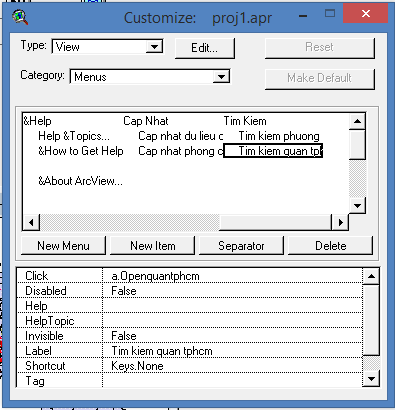 Customize: proj1.apr
Type: View Edit... Reset
Category: Menus Make Default
&Help Cap Nhat Tim Kiem
Help &Topics... Cap nhat du lieu c Tim kiem phuong
&How to Get Help Cap nhat phong c Tim kiem quan tph
&About ArcView...
New Menu New Item Separator Delete
Click a.Openquantphcm
Disabled False
Help
HelpTopic
Invisible False
Label Tim kiem quan tphcm
Shortcut Keys.None
Tag